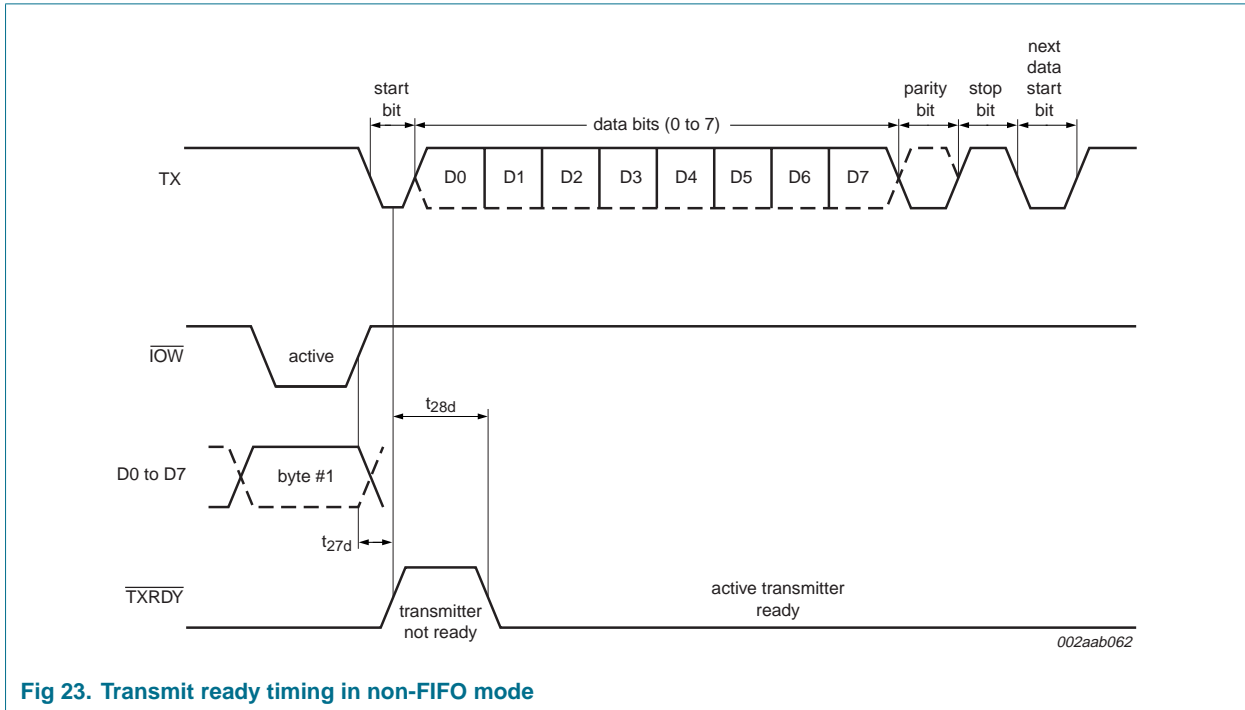 next
data
start
bit
start
bit
parity
bit
stop
bit
data bits (0 to 7)
TX
D0 D1 D2 D3 D4 D5 D6 D7
IOW
active
t28d
D0 to D7
byte #1
t27d
TXRDY
transmitter
not ready
active transmitter
ready
002aab062
Fig 23. Transmit ready timing in non-FIFO mode